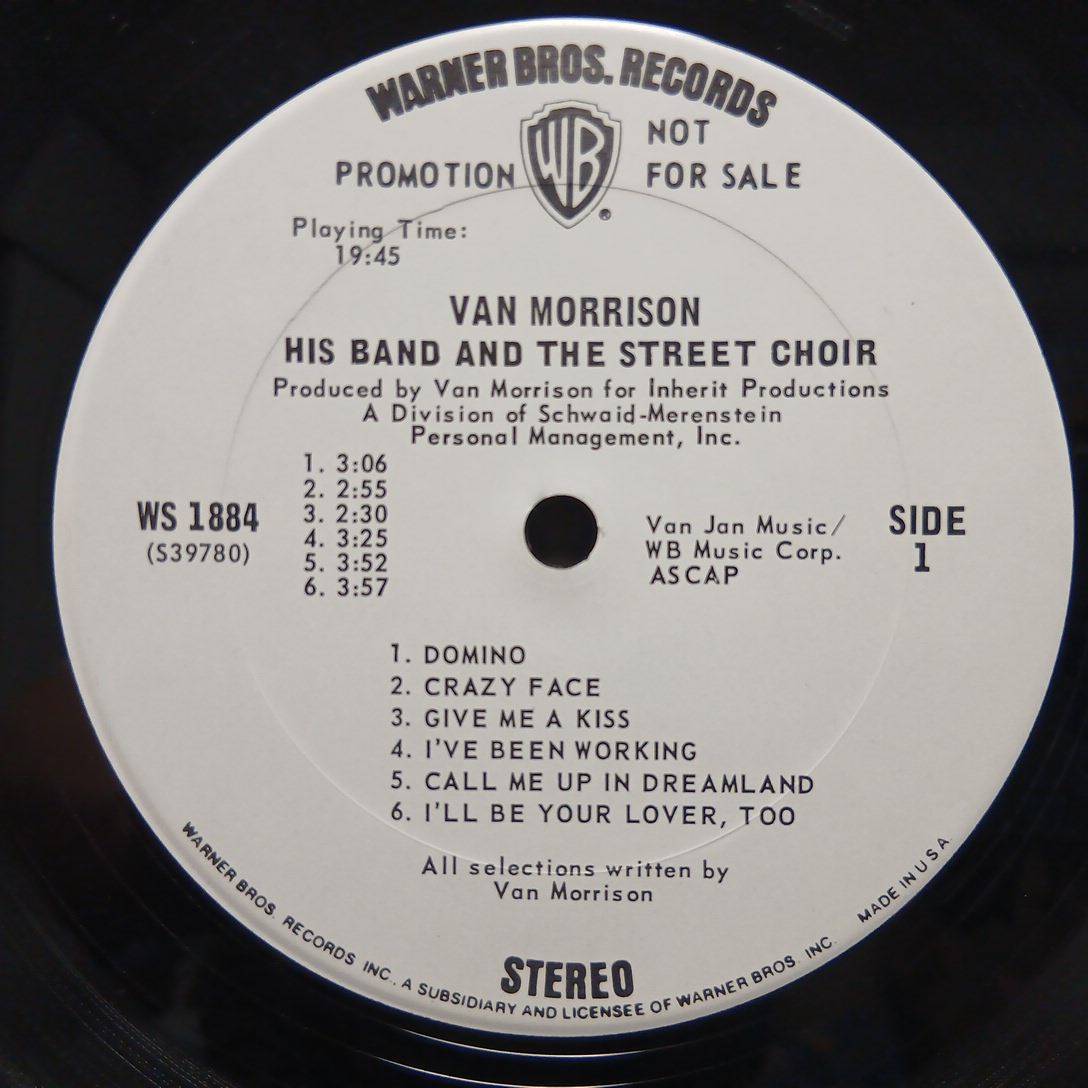 WARNER BROS. RECORDS
WB
®
PROMOTION
NOT
FOR SALE
Playing Time:
19:45
VAN MORRISON
HIS BAND AND THE STREET CHOIR
Produced by Van Morrison for Inherit Productions
A Division of Schwaid-Merenstein
Personal Management, Inc.
1. 3:06
2. 2:55
3. 2:30
4. 3:25
5. 3:52
6. 3:57
WS 1884
(S39780)
Van Jan Music/
WB Music Corp.
ASCAP
SIDE
1
1. DOMINO
2. CRAZY FACE
3. GIVE ME A KISS
4. I'VE BEEN WORKING
5. CALL ME UP IN DREAMLAND
6. I'LL BE YOUR LOVER, TOO
All selections written by
Van Morrison
STEREO
WARNER BROS. RECORDS INC., A SUBSIDIARY AND LICENSEE OF WARNER BROS. INC. MADE IN U.S.A.